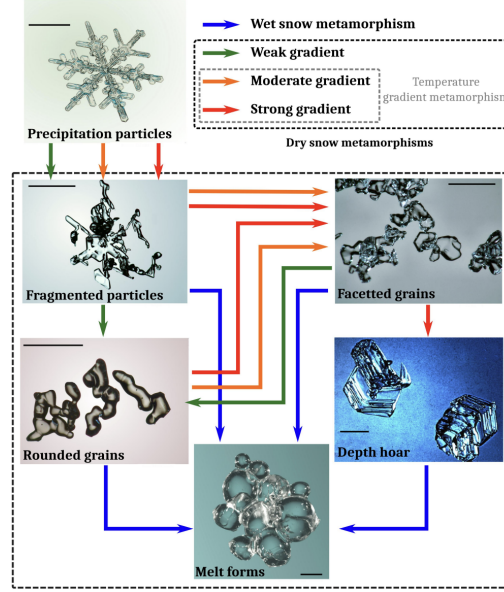 Wet snow metamorphism
Weak gradient
Moderate gradient
Strong gradient
Temperature
gradient metamorphism
Dry snow metamorphisms
Precipitation particles
Fragmented particles
Facetted grains
Rounded grains
Depth hoar
Melt forms